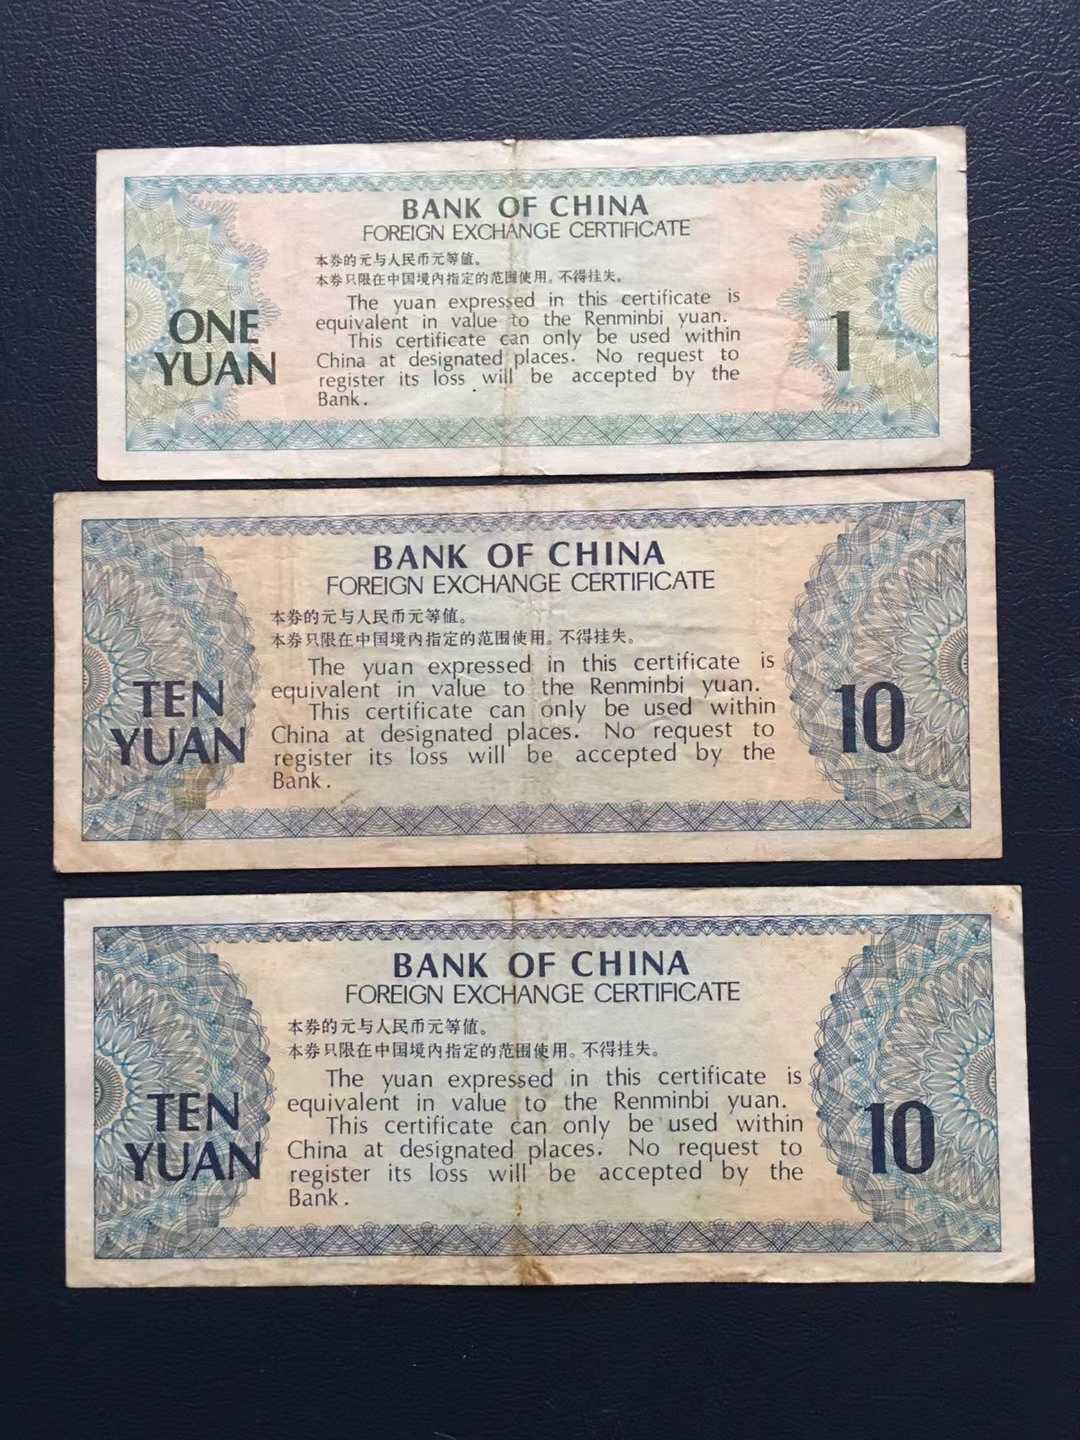 BANK OF CHINA
FOREIGN EXCHANGE CERTIFICATE
本券的元与人民币元等值。
本券只限在中国境内指定的范围使用。不得挂失。
The yuan expressed in this certificate is
equivalent in value to the Renminbi yuan.
This certificate can only be used within
China at designated places. No request to
register its loss will be accepted by the
Bank.
ONE
YUAN
1
BANK OF CHINA
FOREIGN EXCHANGE CERTIFICATE
本券的元与人民币元等值。
本券只限在中国境内指定的范围使用。不得挂失。
The yuan expressed in this certificate is
equivalent in value to the Renminbi yuan.
This certificate can only be used within
China at designated places. No request to
register its loss will be accepted by the
Bank.
TEN
YUAN
10
BANK OF CHINA
FOREIGN EXCHANGE CERTIFICATE
本券的元与人民币元等值。
本券只限在中国境内指定的范围使用。不得挂失。
The yuan expressed in this certificate is
equivalent in value to the Renminbi yuan.
This certificate can only be used within
China at designated places. No request to
register its loss will be accepted by the
Bank.
TEN
YUAN
10